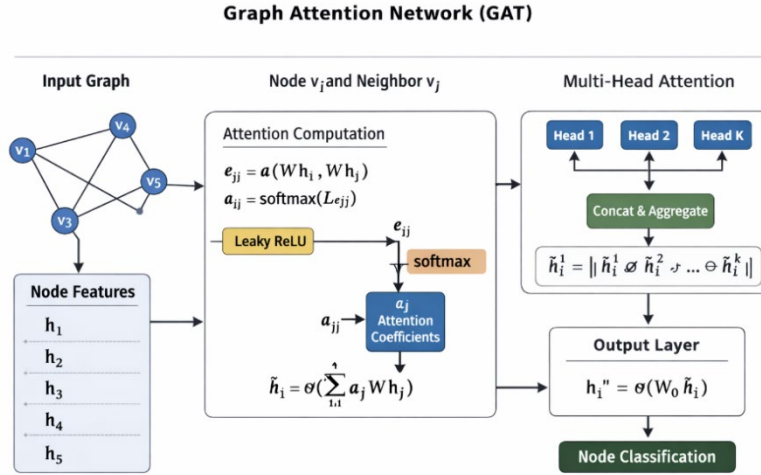 Graph Attention Network (GAT)
Input Graph
v1
v4
v5
v3
Node Features
h1
h2
h3
h4
h5
Node vi and Neighbor vj
Attention Computation
ejj = a(Whi, Whj)
aij = softmax(Lejj)
eij
Leaky ReLU
softmax
ajj
aj
Attention
Coefficients
h̃i = σ(∑ aj Whj)
Multi-Head Attention
Head 1
Head 2
Head K
Concat & Aggregate
Output Layer
hi" = σ(W0 h̃i)
Node Classification